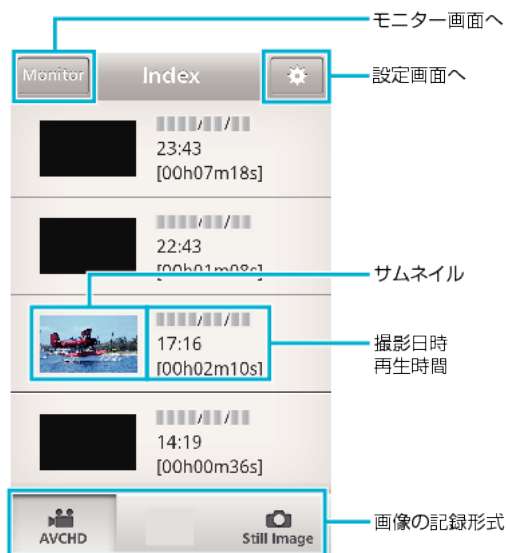 モニター画面へ
Monitor
Index
設定画面へ
23:43
[00h07m18s]
22:43
[00h01m08s]
サムネイル
17:16
[00h02m10s]
撮影日時
再生時間
14:19
[00h00m36s]
AVCHD
Still Image
画像の記録形式